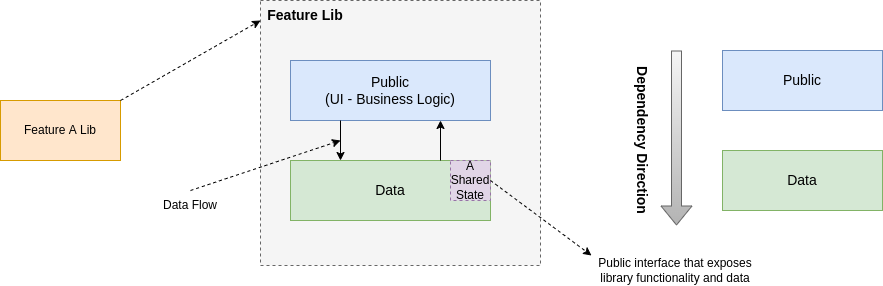 Feature Lib
Public
(UI - Business Logic)
Feature A Lib
Data
A
Shared
State
Data Flow
Dependency Direction
Public
Data
Public interface that exposes
library functionality and data